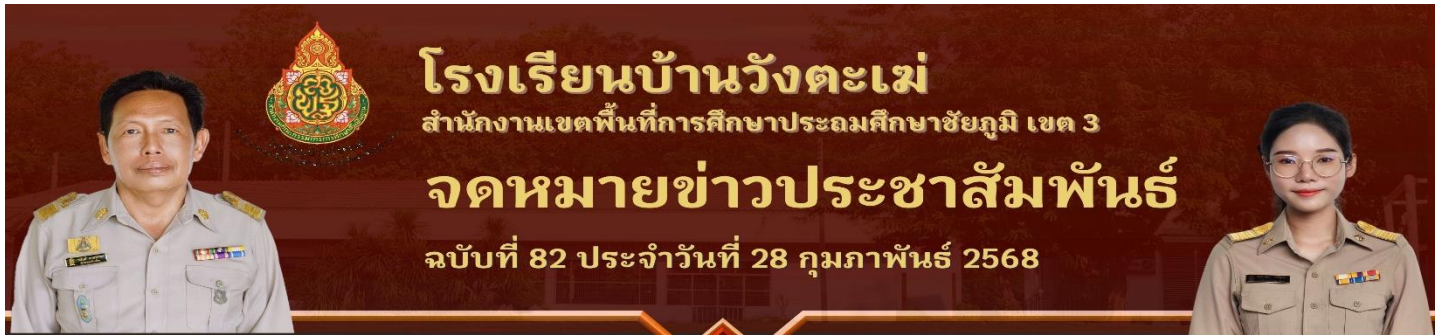 โรงเรียนบ้านวังตะเฆ่
สำนักงานเขตพื้นที่การศึกษาประถมศึกษาชัยภูมิ เขต 3
จดหมายข่าวประชาสัมพันธ์
ฉบับที่ 82 ประจำวันที่ 28 กุมภาพันธ์ 2568